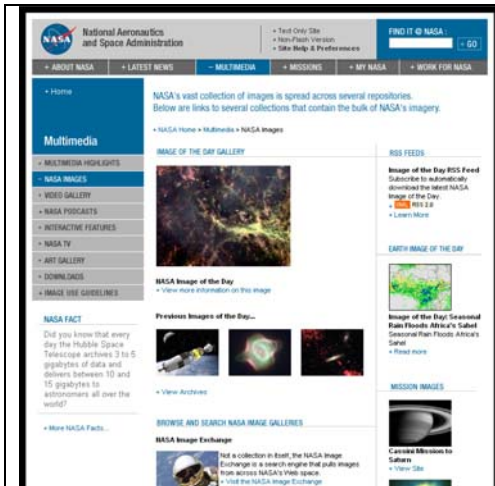 NASA
National Aeronautics
and Space Administration
+ Text Only Site
+ Non-Flash Version
+ Site Help & Preferences
FIND IT @ NASA :
+ GO
+ ABOUT NASA
+ LATEST NEWS
- MULTIMEDIA
+ MISSIONS
+ MY NASA
+ WORK FOR NASA
+ Home
Multimedia
+ MULTIMEDIA HIGHLIGHTS
- NASA IMAGES
+ VIDEO GALLERY
+ NASA PODCASTS
+ INTERACTIVE FEATURES
+ NASA TV
+ ART GALLERY
+ DOWNLOADS
+ IMAGE USE GUIDELINES
NASA FACT
Did you know that every
day the Hubble Space
Telescope archives 3 to 5
gigabytes of data and
delivers between 10 and
15 gigabytes to
astronomers all over the
world?
+ More NASA Facts...
NASA's vast collection of images is spread across several repositories.
Below are links to several collections that contain the bulk of NASA's imagery.
+ NASA Home > Multimedia > NASA Images
IMAGE OF THE DAY GALLERY
NASA Image of the Day
+ View more information on this image
Previous Images of the Day...
+ View Archives
BROWSE AND SEARCH NASA IMAGE GALLERIES
NASA Image Exchange
Not a collection in itself, the NASA Image
Exchange is a search engine that pulls images
from across NASA's Web space.
+ Visit the NASA Image Exchange
RSS FEEDS
Image of the Day RSS Feed
Subscribe to automatically
download the latest NASA
Image of the Day.
+ XML RSS 2.0
+ Learn More
EARTH IMAGE OF THE DAY
Image of the Day: Seasonal
Rain Floods Africa's Sahel
Seasonal Rain Floods Africa's
Sahel
+ Read more
MISSION IMAGES
Cassini Mission to
Saturn
+ View Site